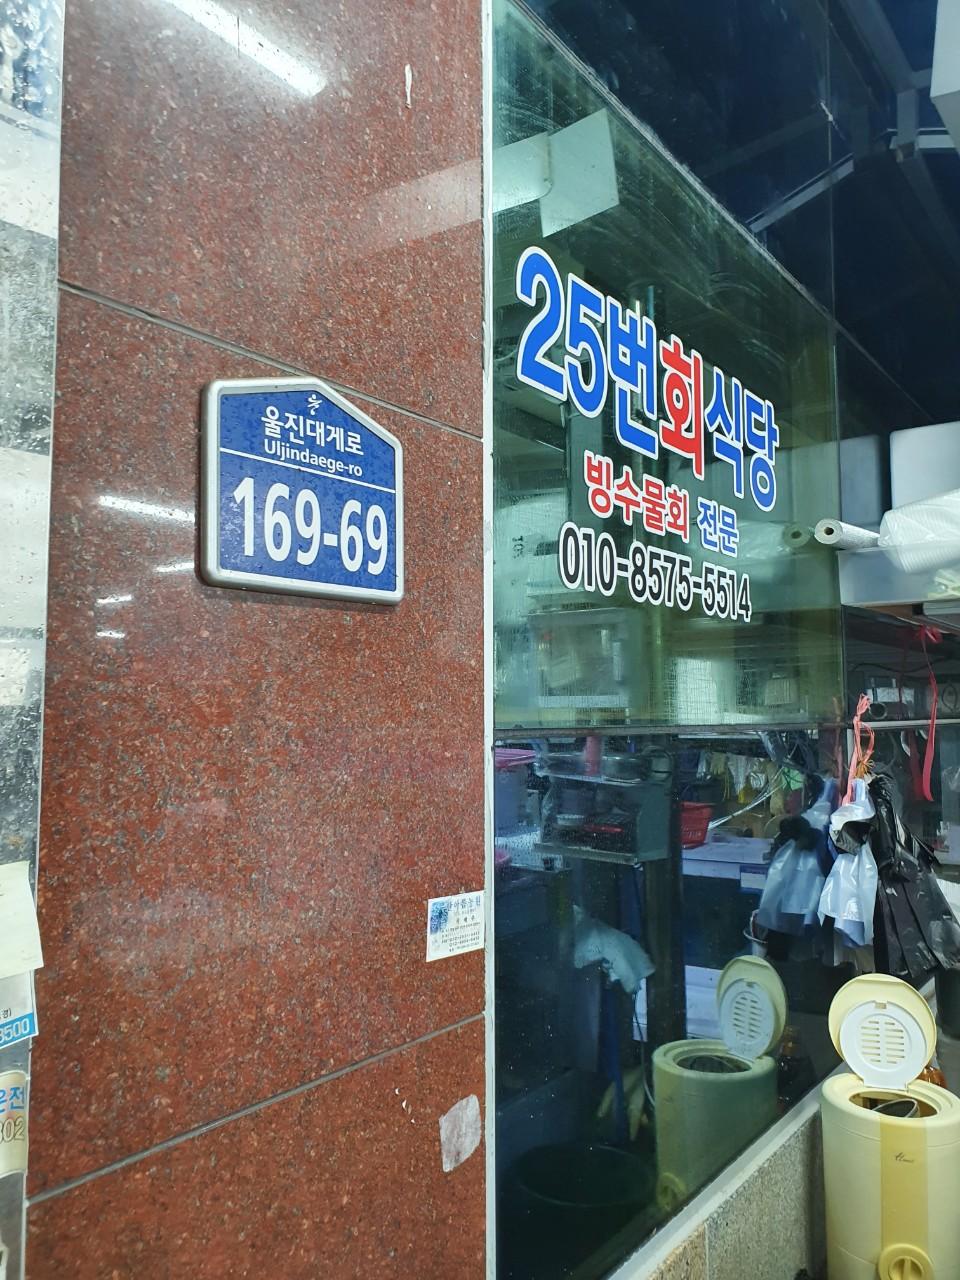 울진대게로
Uljindaege-ro
169-69
25번회식당
빙수물회 전문
010-8575-5514
3500